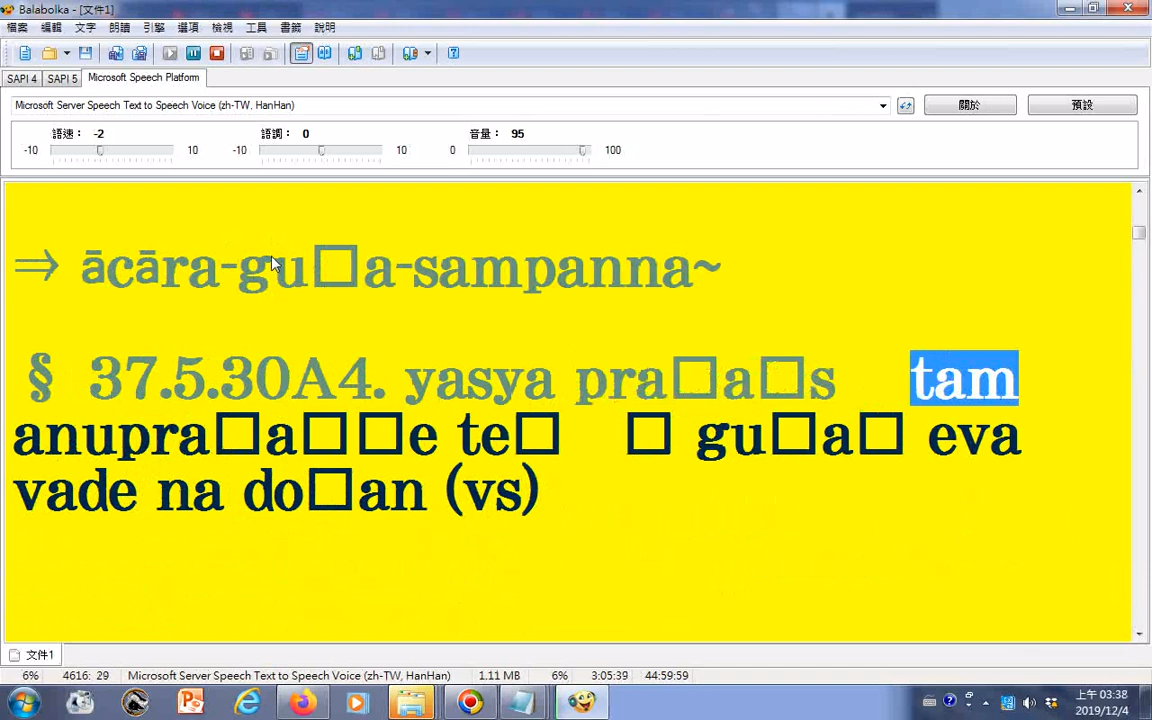 Balabolka - [文件1]
檔案 編輯 文字 朗讀 引擎 選項 檢視 工具 書籤 說明
SAPI 4 SAPI 5 Microsoft Speech Platform
Microsoft Server Speech Text to Speech Voice (zh-TW, HanHan) 關於 預設
語速： -2 語調： 0 音量： 95
-10 10 -10 10 0 100
⇒ ācāra-gu□a-sampanna~
§ 37.5.30A4. yasya pra□a□s tam
anupra□a□□e te□ □ gu□a□ eva
vade na do□an (vs)
文件1
6% 4616: 29 Microsoft Server Speech Text to Speech Voice (zh-TW, HanHan) 1.11 MB 6% 3:05:39 44:59:59
上午 03:38
2019/12/4